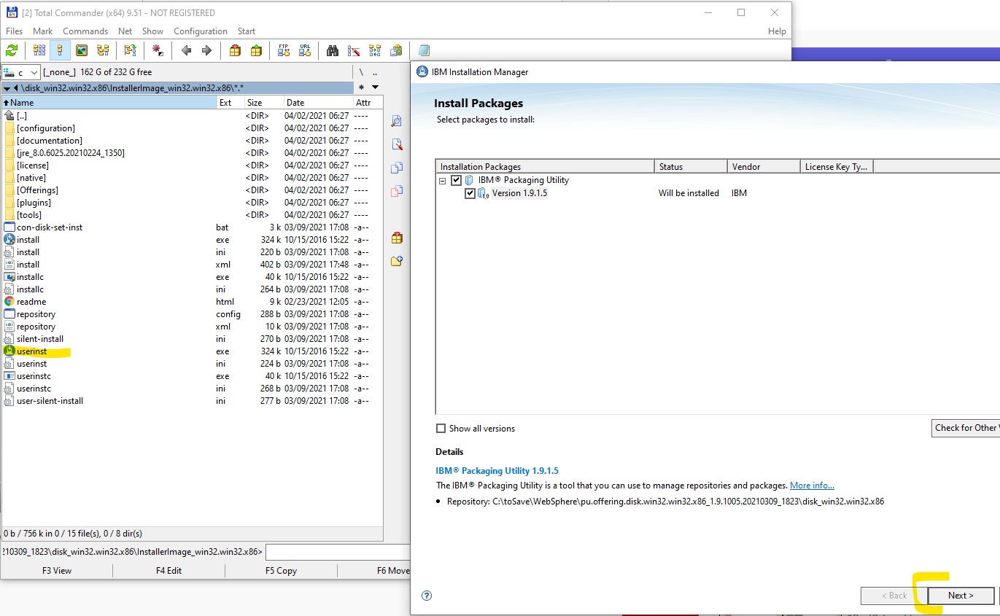 [2] Total Commander (x64) 9.51 - NOT REGISTERED
Files Mark Commands Net Show Configuration Start Help
FTP URL
c [_none_] 162 G of 232 G free \ ..
\disk_win32.win32.x86\InstallerImage_win32.win32.x86\*.* *
Name Ext Size Date Attr
[..] <DIR> 04/02/2021 06:27 ----
[configuration] <DIR> 04/02/2021 06:27 ----
[documentation] <DIR> 04/02/2021 06:27 ----
[jre_8.0.6025.20210224_1350] <DIR> 04/02/2021 06:27 ----
[license] <DIR> 04/02/2021 06:27 ----
[native] <DIR> 04/02/2021 06:27 ----
[Offerings] <DIR> 04/02/2021 06:27 ----
[plugins] <DIR> 04/02/2021 06:27 ----
[tools] <DIR> 04/02/2021 06:27 ----
con-disk-set-inst bat 3 k 03/09/2021 17:08 -a--
install exe 324 k 10/15/2016 15:22 -a--
install ini 220 b 03/09/2021 17:08 -a--
install xml 402 b 03/09/2021 17:48 -a--
installc exe 40 k 10/15/2016 15:22 -a--
installc ini 264 b 03/09/2021 17:08 -a--
readme html 9 k 02/23/2021 12:05 -a--
repository config 288 b 03/09/2021 17:08 -a--
repository xml 10 k 03/09/2021 17:08 -a--
silent-install ini 270 b 03/09/2021 17:08 -a--
userinst exe 324 k 10/15/2016 15:22 -a--
userinst ini 224 b 03/09/2021 17:08 -a--
userinstc exe 40 k 10/15/2016 15:22 -a--
userinstc ini 268 b 03/09/2021 17:08 -a--
user-silent-install ini 277 b 03/09/2021 17:08 -a--
0 b / 756 k in 0 / 15 file(s), 0 / 8 dir(s)
210309_1823\disk_win32.win32.x86\InstallerImage_win32.win32.x86>
F3 View F4 Edit F5 Copy F6 Move
IBM Installation Manager
Install Packages
Select packages to install:
Installation Packages Status Vendor License Key Ty...
IBM® Packaging Utility
Version 1.9.1.5 Will be installed IBM
Show all versions
Check for Other
Details
IBM® Packaging Utility 1.9.1.5
The IBM® Packaging Utility is a tool that you can use to manage repositories and packages. More info...
• Repository: C:\toSave\WebSphere\pu.offering.disk.win32.win32.x86_1.9.1005.20210309_1823\disk_win32.win32.x86
? < Back Next >